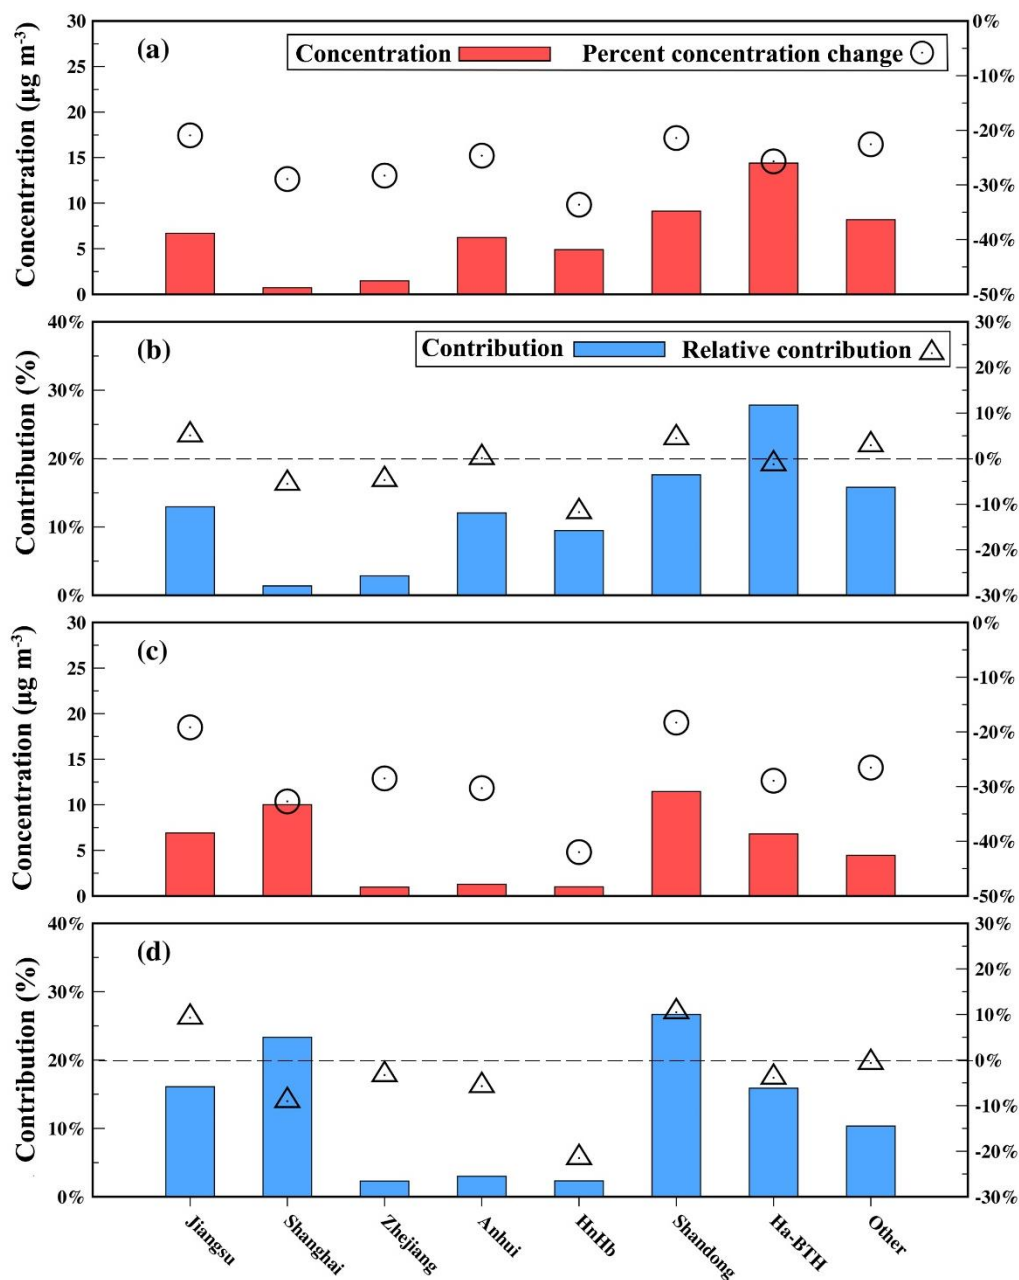 (a)
Concentration
Percent concentration change
Concentration (µg m-3)
30
25
20
15
10
5
0
0%
-10%
-20%
-30%
-40%
-50%
(b)
Contribution
Relative contribution
Contribution (%)
40%
30%
20%
10%
0%
30%
20%
10%
0%
-10%
-20%
-30%
(c)
Concentration (µg m-3)
30
25
20
15
10
5
0
0%
-10%
-20%
-30%
-40%
-50%
(d)
Contribution (%)
40%
30%
20%
10%
0%
30%
20%
10%
0%
-10%
-20%
-30%
Jiangsu
Shanghai
Zhejiang
Anhui
HnHb
Shandong
Ha-BTH
Other